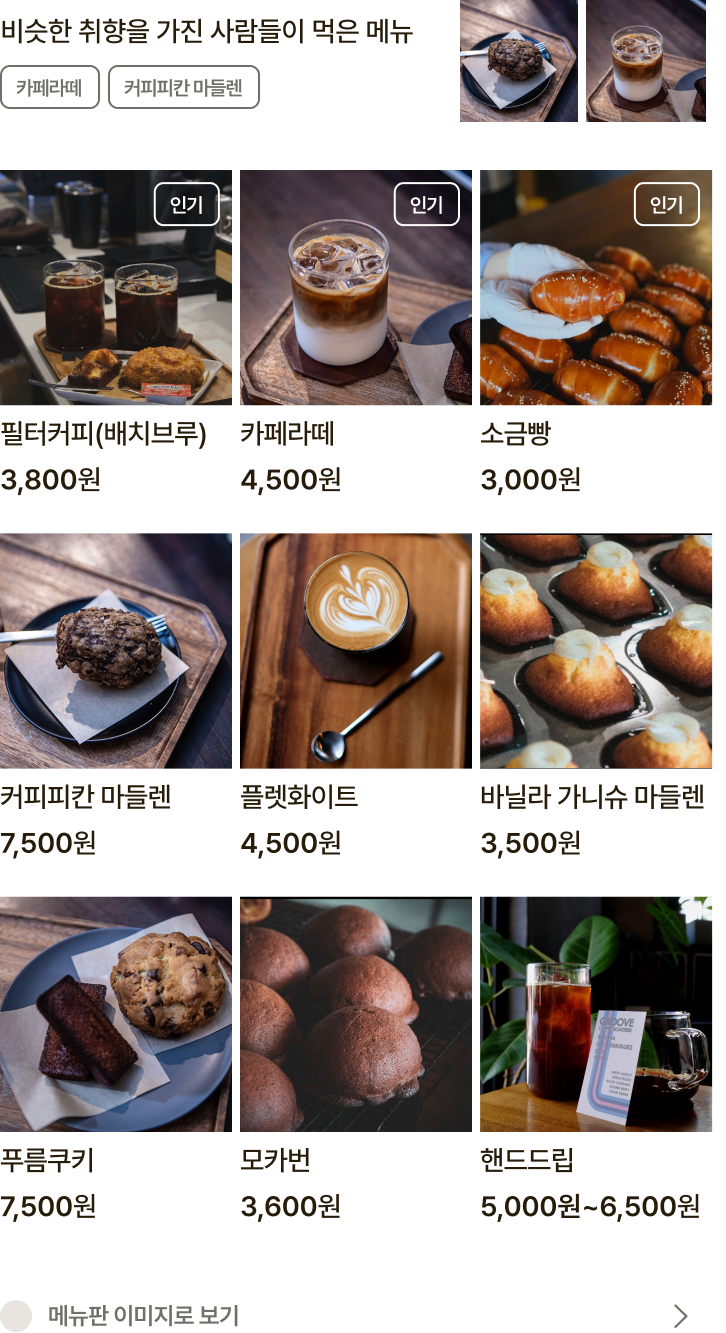 비슷한 취향을 가진 사람들이 먹은 메뉴
카페라떼 커피피칸 마들렌
인기 인기 인기
필터커피(배치브루) 카페라떼 소금빵
3,800원 4,500원 3,000원
커피피칸 마들렌 플렛화이트 바닐라 가니슈 마들렌
7,500원 4,500원 3,500원
GROOVE
푸름쿠키 모카번 핸드드립
7,500원 3,600원 5,000원~6,500원
메뉴판 이미지로 보기